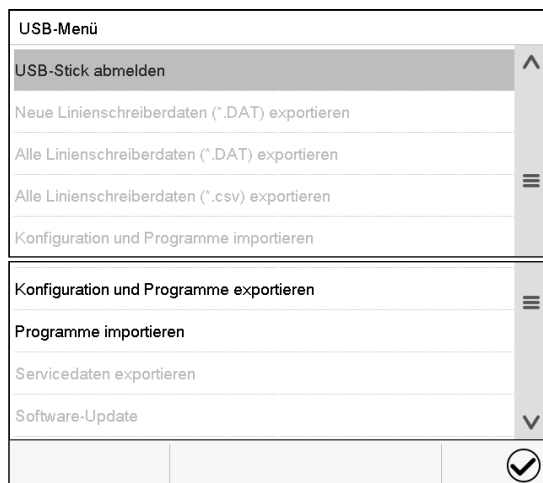 USB-Menü
USB-Stick abmelden
Neue Linienschreiberdaten (*.DAT) exportieren
Alle Linienschreiberdaten (*.DAT) exportieren
Alle Linienschreiberdaten (*.csv) exportieren
Konfiguration und Programme importieren
Konfiguration und Programme exportieren
Programme importieren
Servicedaten exportieren
Software-Update